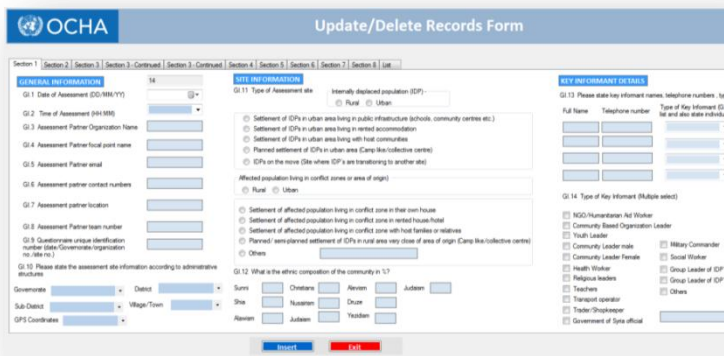 OCHA
Update/Delete Records Form
Section 1 Section 2 Section 3 Section 3 - Continued Section 3 - Continued Section 4 Section 5 Section 6 Section 7 Section 8 List
GENERAL INFORMATION
14
GI.1 Date of Assessment (DD/MM/YY)
GI.2 Time of Assessment (HH:MM)
GI.3 Assessment Partner Organization Name
GI.4 Assessment Partner focal point name
GI.5 Assessment Partner email
GI.6 Assessment partner contact numbers
GI.7 Assessment partner location
GI.8 Assessment Partner team number
GI.9 Questionnaire unique identification
number (date/Governorate/organization
no./site no.)
GI.10 Please state the assessment site information according to administrative
structures
Governorate
District
Sub District
Village/Town
GPS Coordinates
SITE INFORMATION
GI.11 Type of Assessment site
Internally displaced population (IDP)
Rural Urban
Settlement of IDPs in urban area living in public infrastructure (schools, community centres etc.)
Settlement of IDPs in urban area living in rented accommodation
Settlement of IDPs in urban area living with host communities
Planned settlement of IDPs in urban area (Camp like/collective centre)
IDPs on the move (Site where IDP's are transitioning to another site)
Affected population living in conflict zones or area of origin)
Rural Urban
Settlement of affected population living in conflict zone in their own house
Settlement of affected population living in conflict zone in rented house/hotel
Settlement of affected population living in conflict zone with host families or relatives
Planned/ semi-planned settlement of IDPs in rural area very close of area of origin (Camp like/collective centre)
Others
GI.12 What is the ethnic composition of the community in %?
Sunni Christians Alevism Judaism
Shia Nusairism Druze
Alawism Judaism Yezidism
KEY INFORMANT DETAILS
GI.13 Please state key informant names, telephone numbers , typ
Full Name Telephone number
Type of Key Informant (G
list and also state individu
GI.14 Type of Key Informant (Multiple select)
NGO/Humanitarian Aid Worker
Community Based Organization Leader
Youth Leader
Community Leader male
Community Leader Female
Health Worker
Religious leaders
Teachers
Transport operator
Trader/Shopkeeper
Government of Syria official
Military Commander
Social Worker
Group Leader of IDP
Group Leader of IDP
Others
Insert
Exit